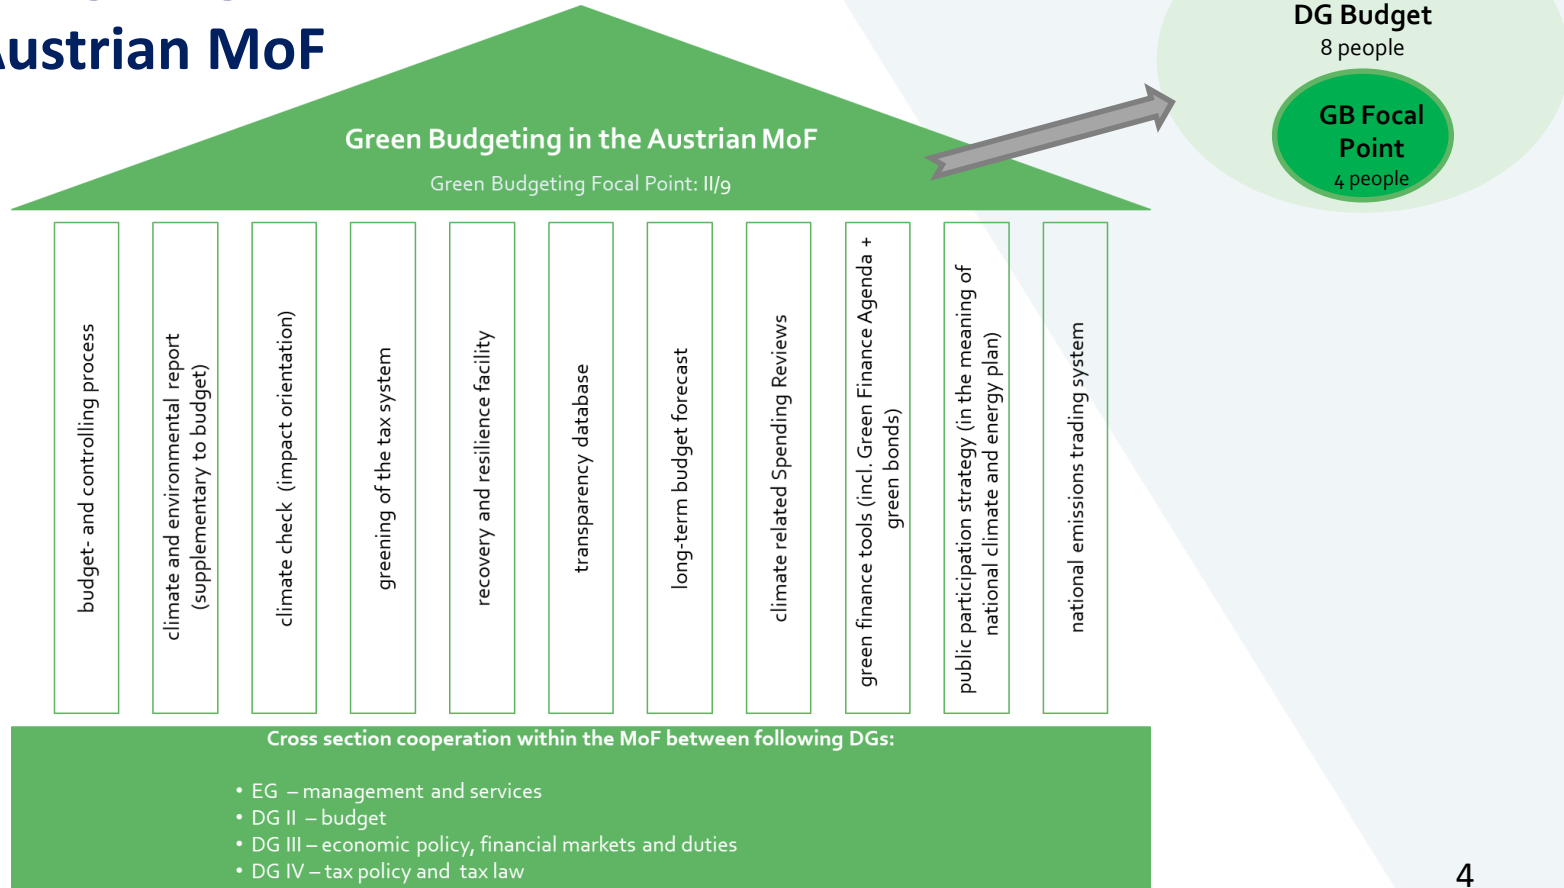 Austrian MoF
DG Budget
8 people
GB Focal
Point
4 people
Green Budgeting in the Austrian MoF
Green Budgeting Focal Point: II/9
budget- and controlling process
climate and environmental report
(supplementary to budget)
climate check (impact orientation)
greening of the tax system
recovery and resilience facility
transparency database
long-term budget forecast
climate related Spending Reviews
green finance tools (incl. Green Finance Agenda +
green bonds)
public participation strategy (in the meaning of
national climate and energy plan)
national emissions trading system
Cross section cooperation within the MoF between following DGs:
• EG – management and services
• DG II – budget
• DG III – economic policy, financial markets and duties
• DG IV – tax policy and tax law
4